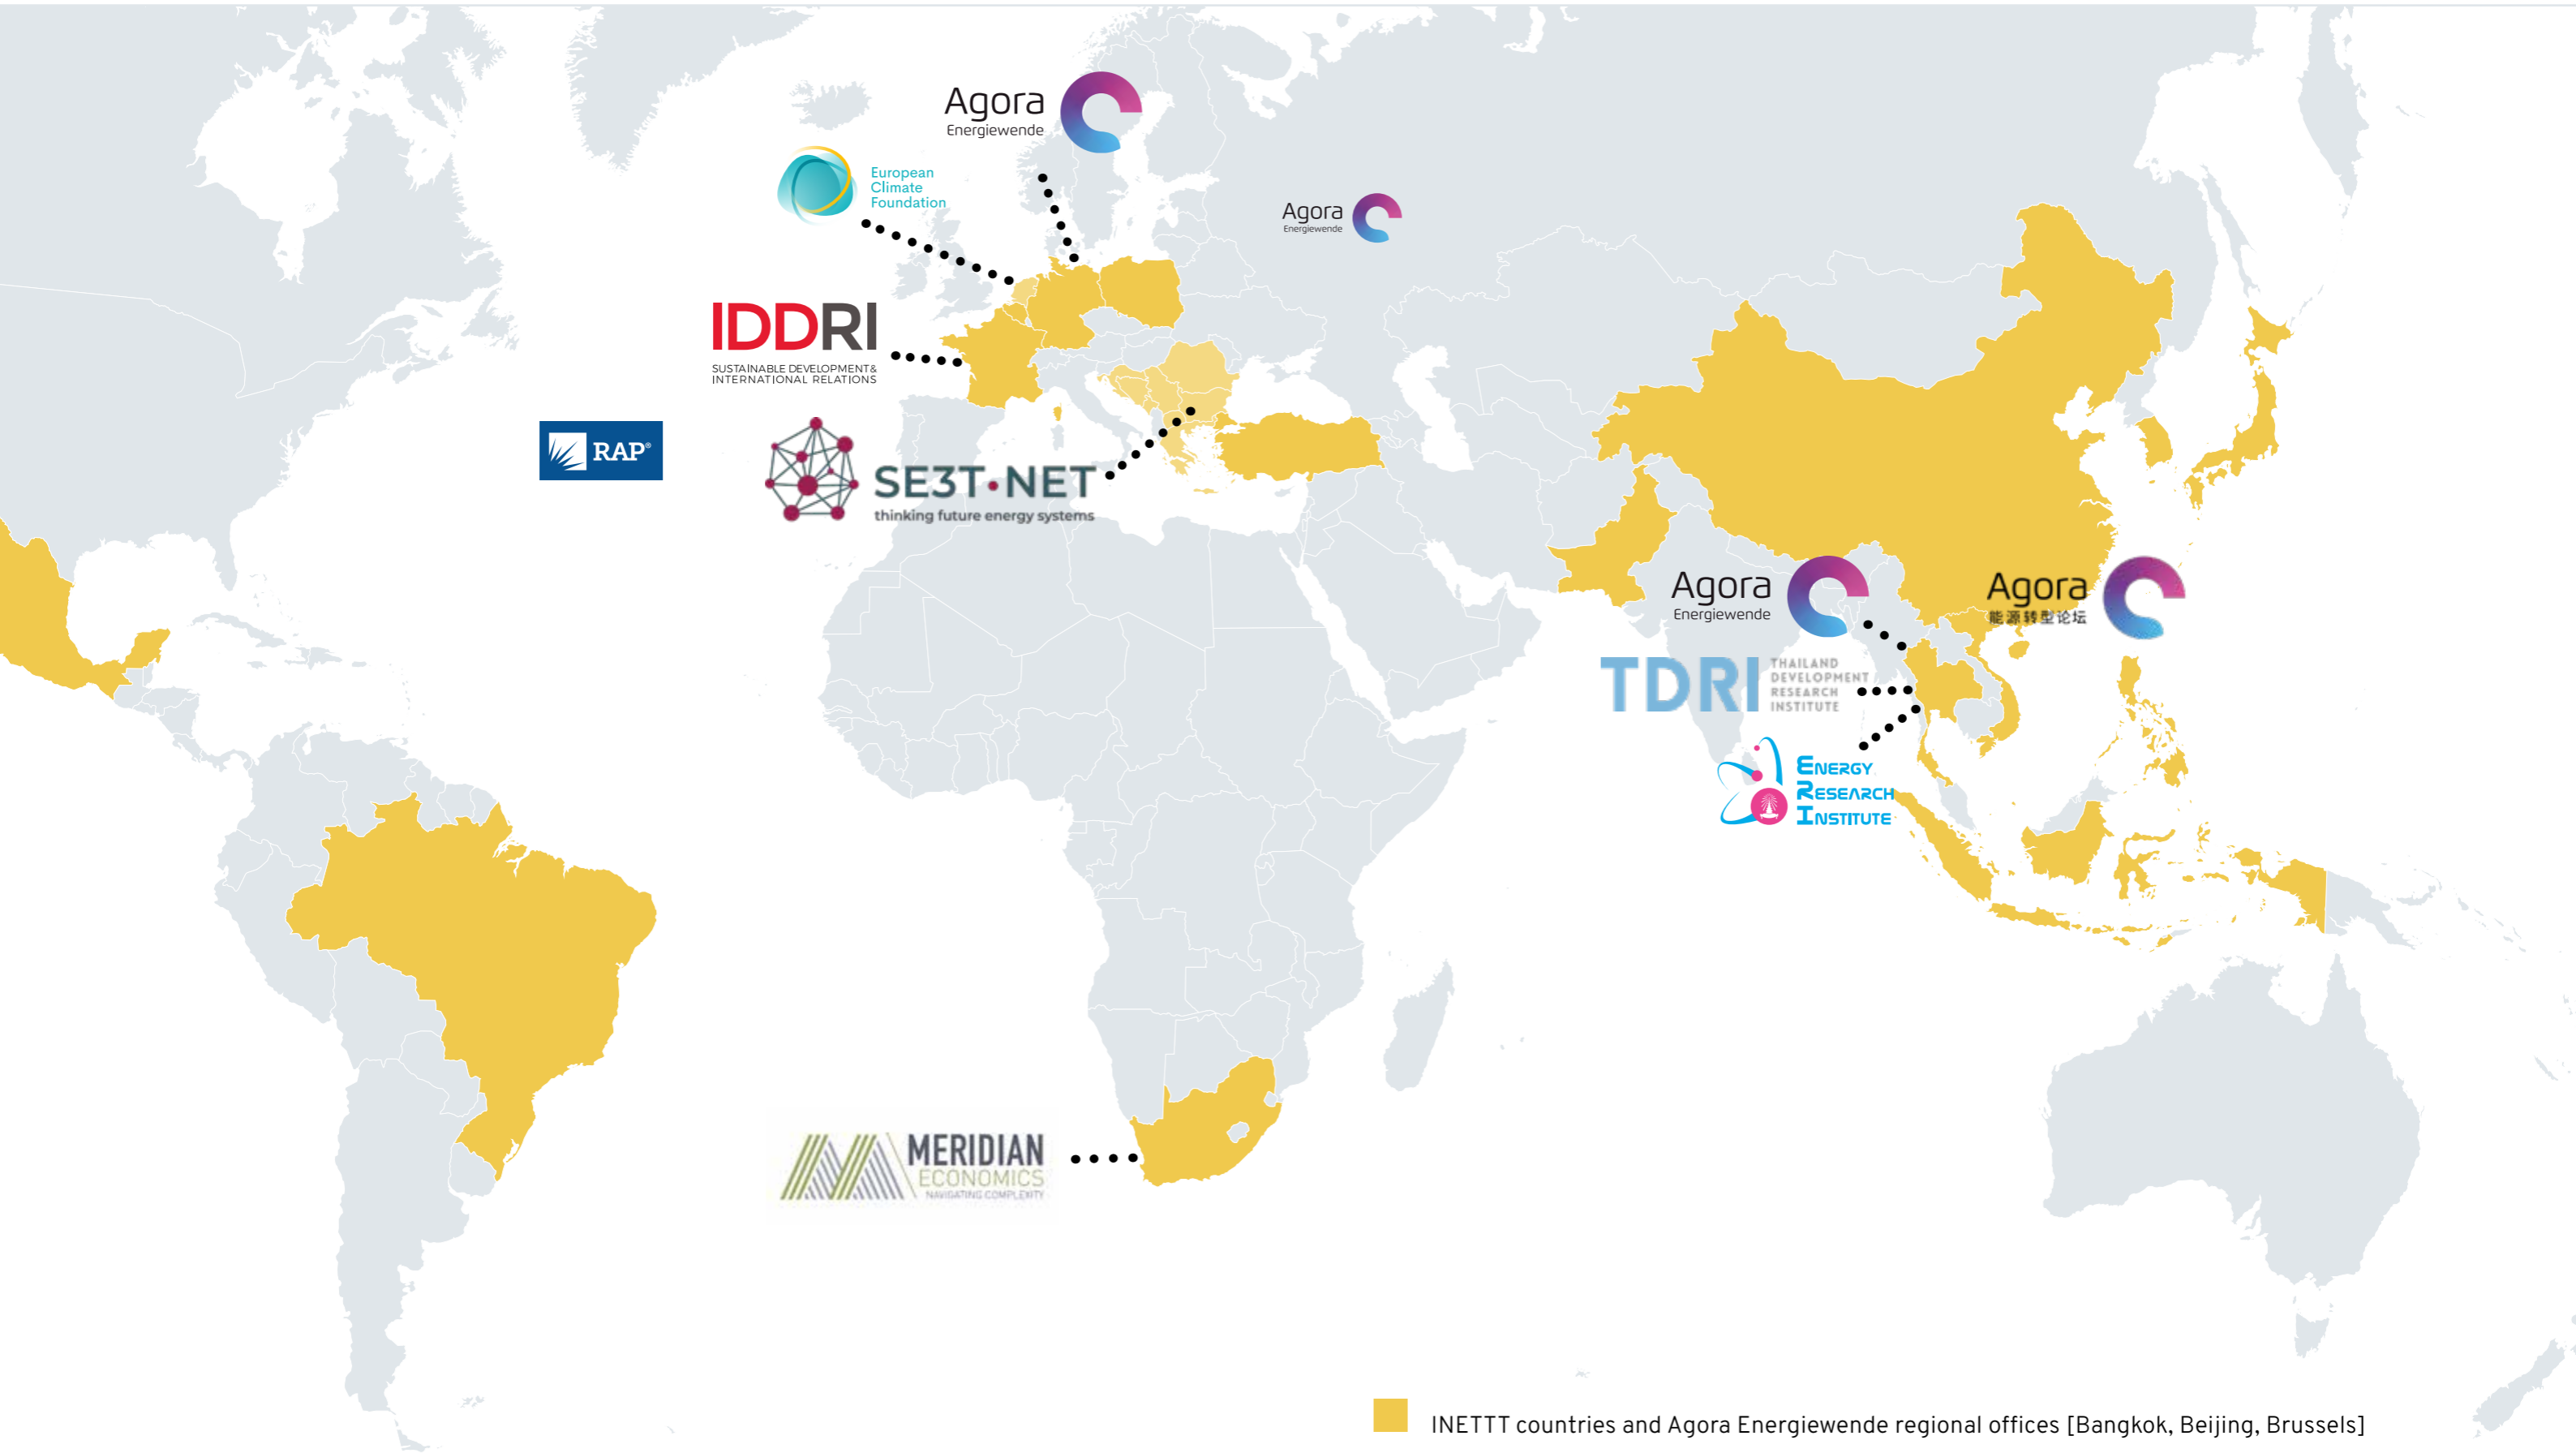 Agora
Energiewende
European
Climate
Foundation
Agora
Energiewende
IDDRI
SUSTAINABLE DEVELOPMENT &
INTERNATIONAL RELATIONS
RAP®
SE3T•NET
thinking future energy systems
Agora
Energiewende
Agora
能源转型论坛
TDRI
THAILAND
DEVELOPMENT
RESEARCH
INSTITUTE
ENERGY
RESEARCH
INSTITUTE
MERIDIAN
ECONOMICS
NAVIGATING COMPLEXITY
INETTT countries and Agora Energiewende regional offices [Bangkok, Beijing, Brussels]